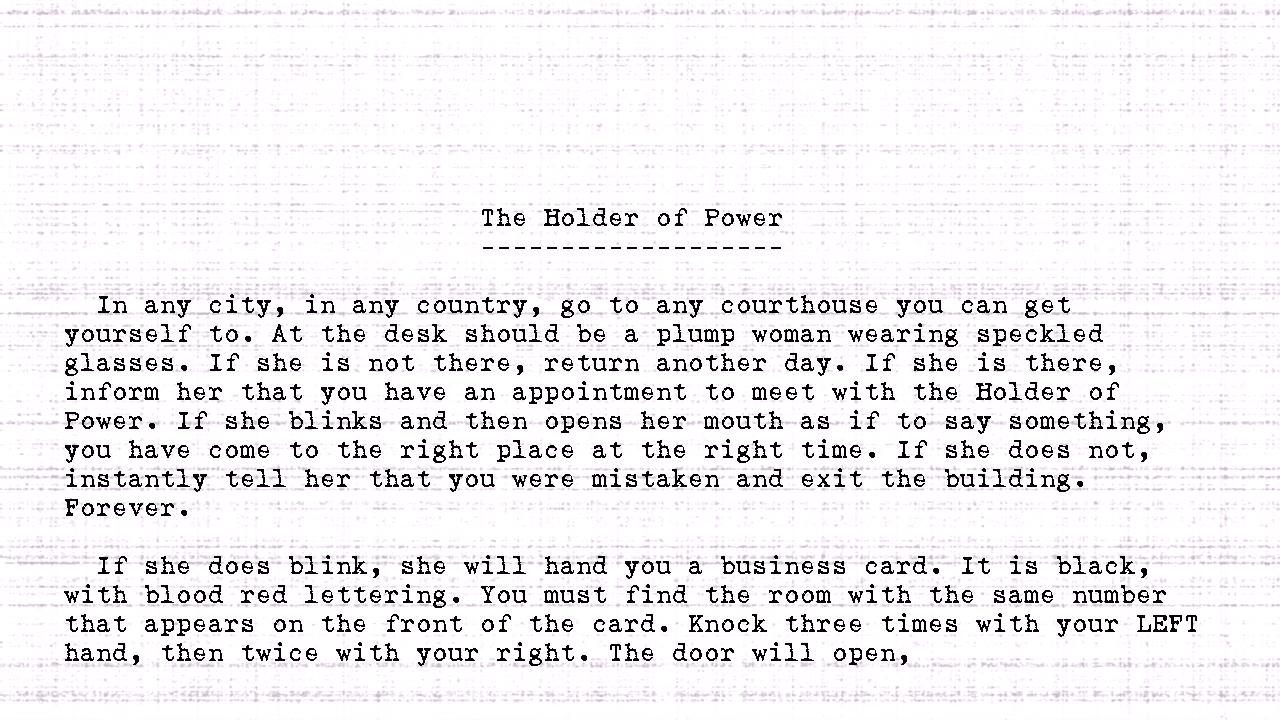 The Holder of Power
-------------------
In any city, in any country, go to any courthouse you can get
yourself to. At the desk should be a plump woman wearing speckled
glasses. If she is not there, return another day. If she is there,
inform her that you have an appointment to meet with the Holder of
Power. If she blinks and then opens her mouth as if to say something,
you have come to the right place at the right time. If she does not,
instantly tell her that you were mistaken and exit the building.
Forever.
If she does blink, she will hand you a business card. It is black,
with blood red lettering. You must find the room with the same number
that appears on the front of the card. Knock three times with your LEFT
hand, then twice with your right. The door will open,